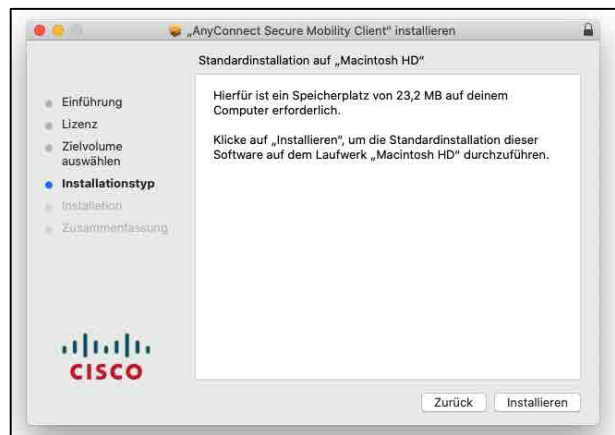 „AnyConnect Secure Mobility Client“ installieren
Standardinstallation auf „Macintosh HD“
Einführung
Lizenz
Zielvolume
auswählen
Installationstyp
Installation
Zusammenfassung
Hierfür ist ein Speicherplatz von 23,2 MB auf deinem
Computer erforderlich.
Klicke auf „Installieren“, um die Standardinstallation dieser
Software auf dem Laufwerk „Macintosh HD“ durchzuführen.
CISCO
Zurück
Installieren